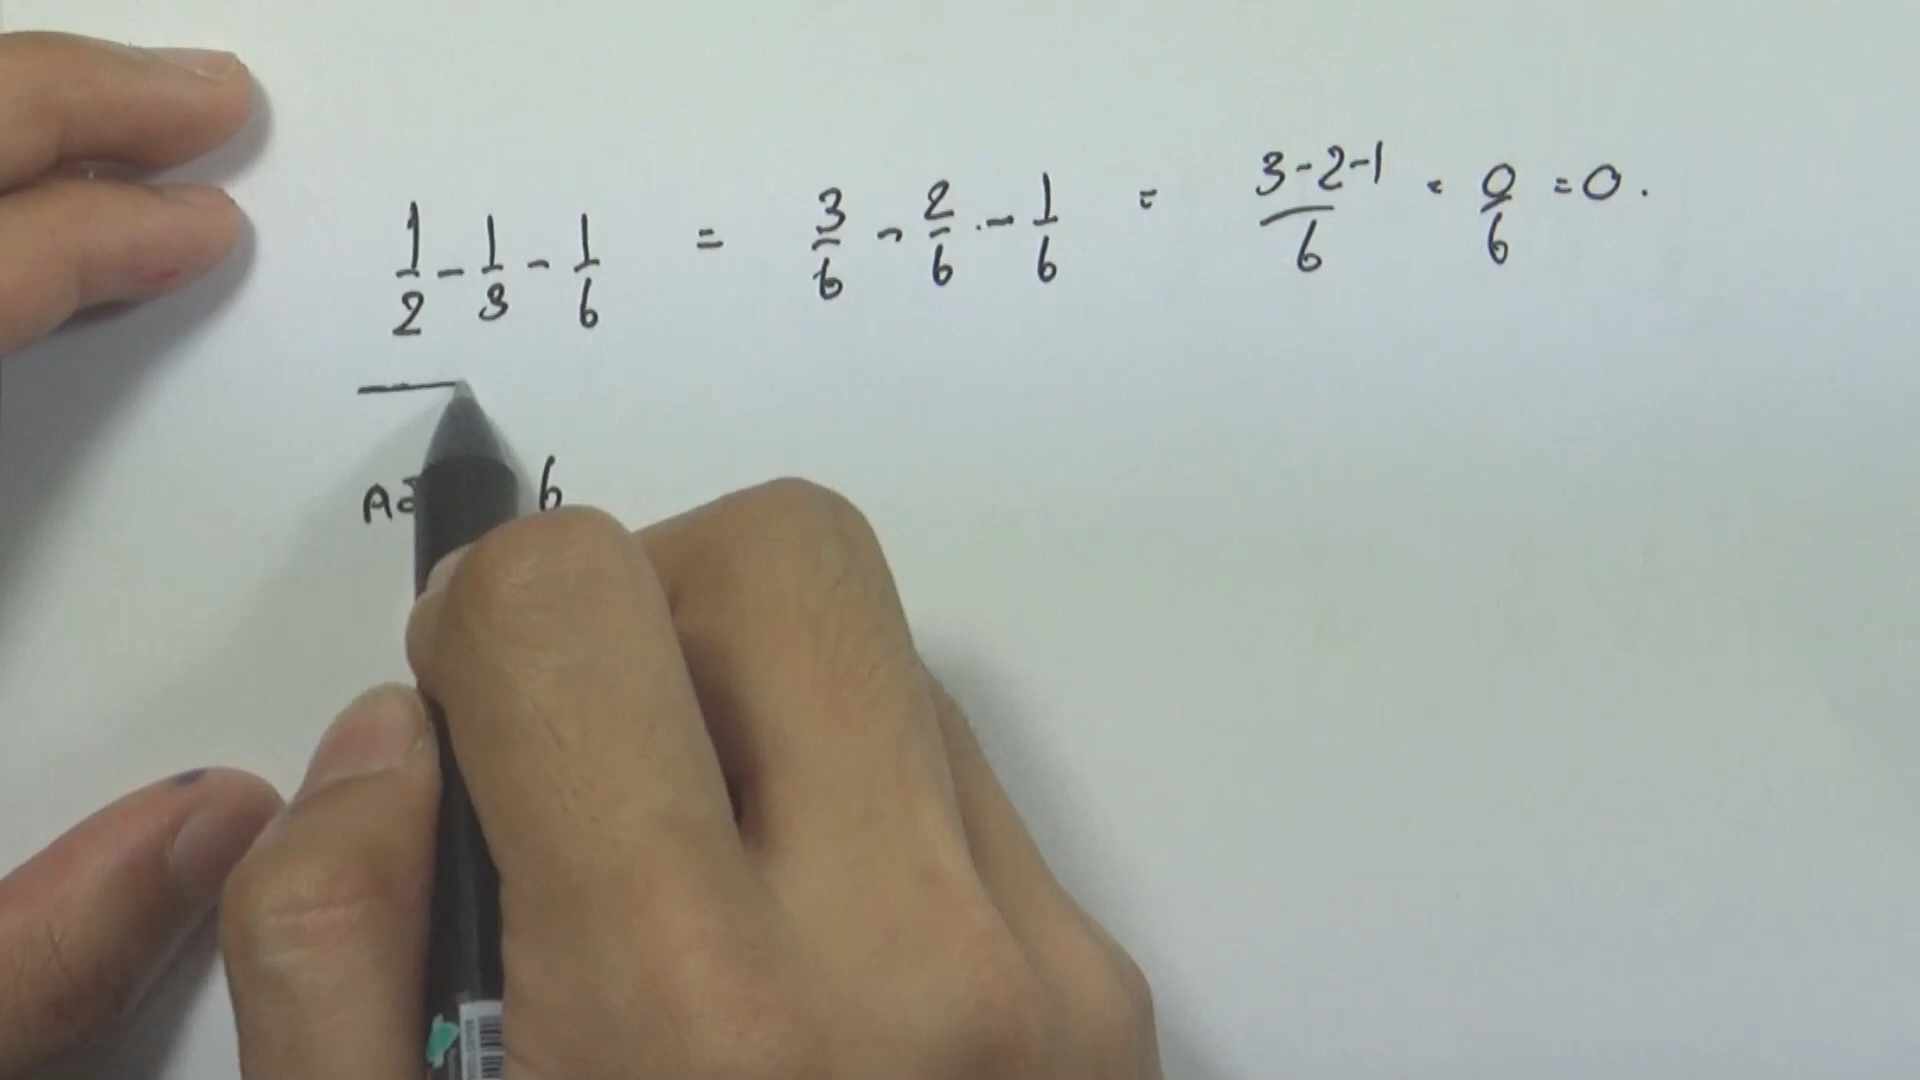 1/2 - 1/3 - 1/6 = 3/6 - 2/6 - 1/6 = (3-2-1)/6 = 0/6 = 0.
6